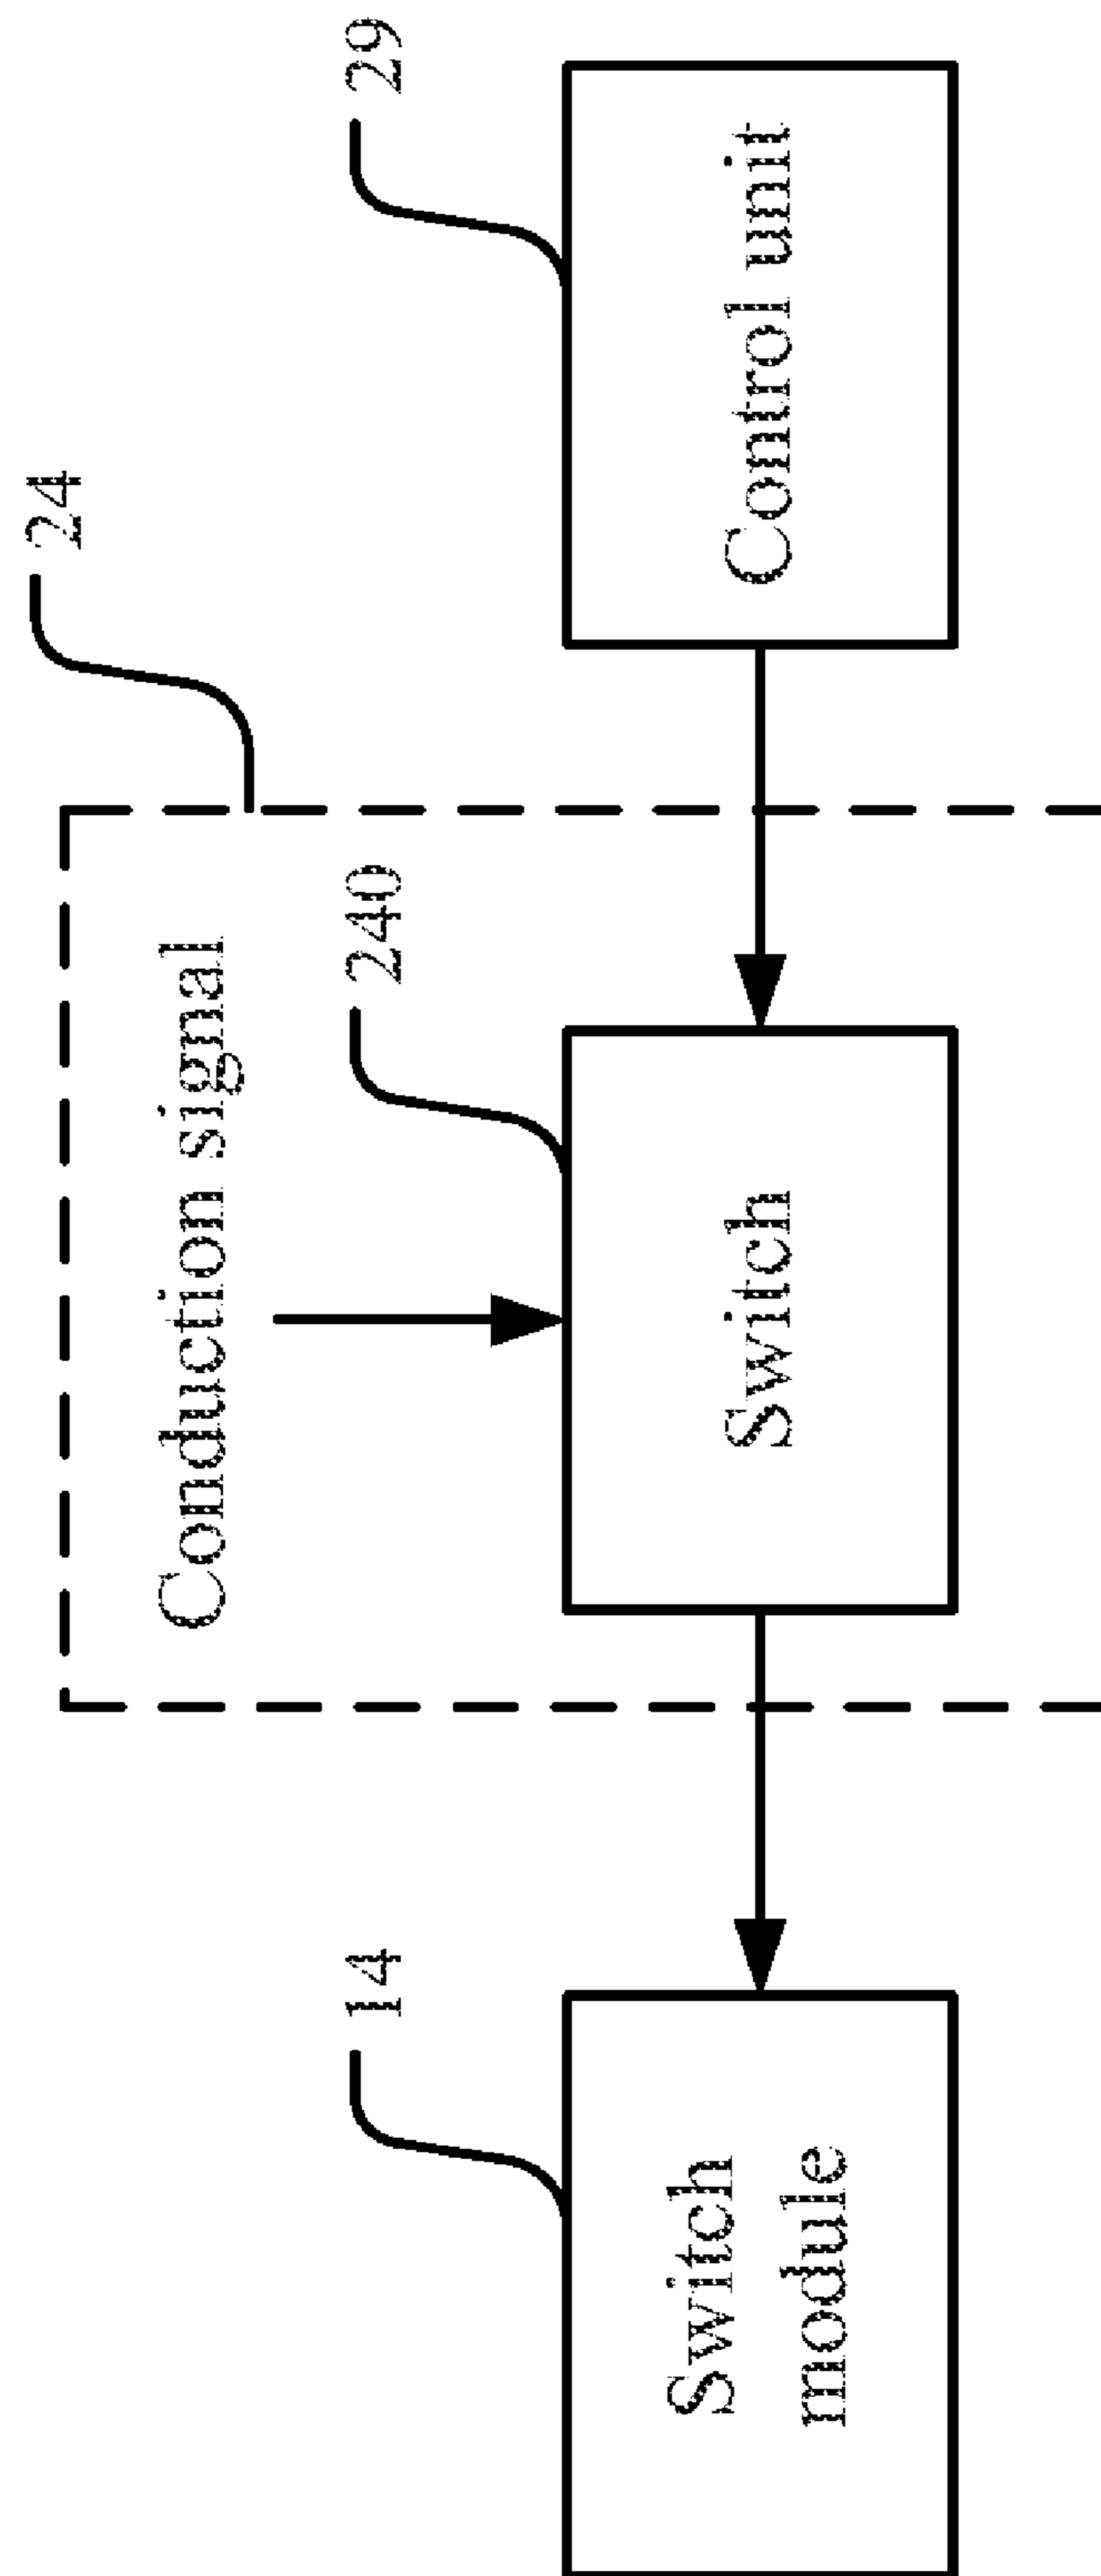 24
Conduction signal
14
240
29
Switch
module
Switch
Control unit